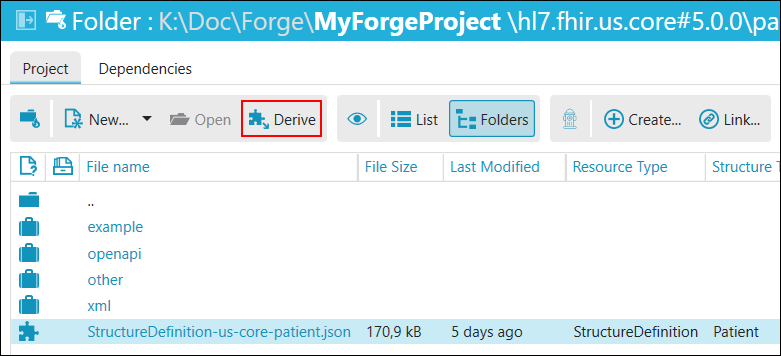 Folder : K:\Doc\Forge\MyForgeProject \hl7.fhir.us.core#5.0.0\pa
Project Dependencies
New... Open Derive List Folders Create... Link...
File name File Size Last Modified Resource Type Structure T
..
example
openapi
other
xml
StructureDefinition-us-core-patient.json 170,9 kB 5 days ago StructureDefinition Patient